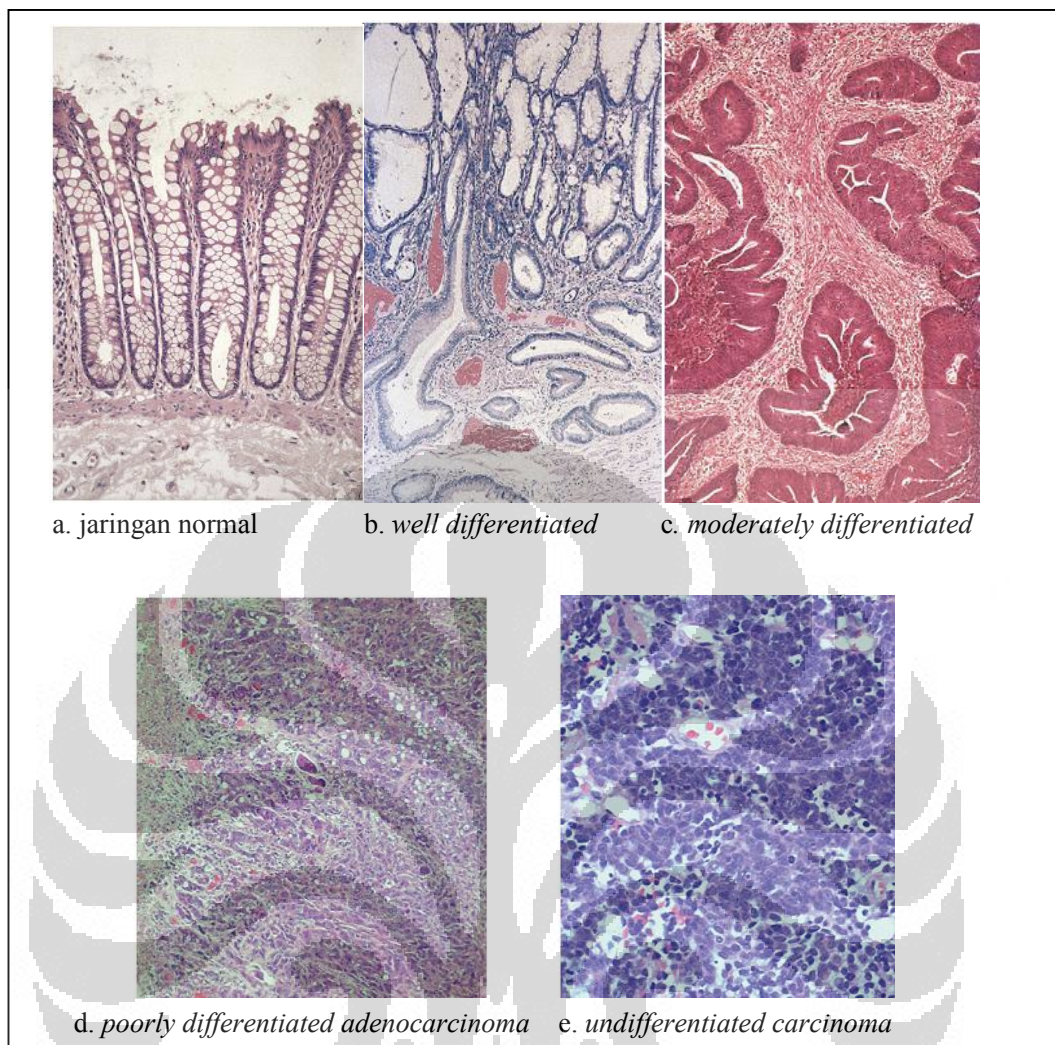 a. jaringan normal b. well differentiated c. moderately differentiated
d. poorly differentiated adenocarcinoma e. undifferentiated carcinoma